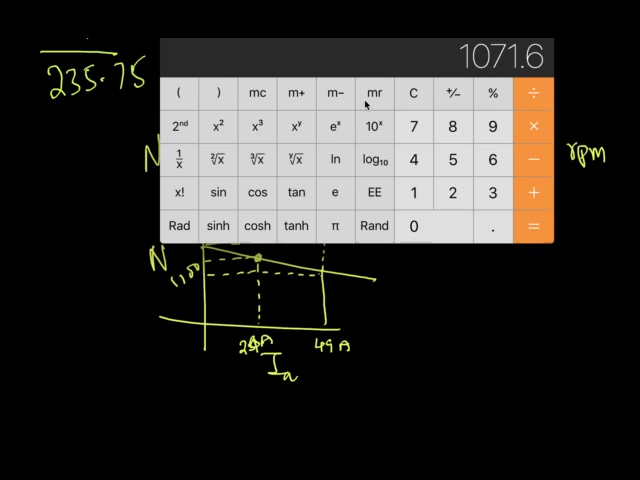 1071.6
235.75
( ) mc m+ m- mr C +/- % ÷
2nd x² x³ xʸ eˣ 10ˣ 7 8 9 ×
N 1/x ²√x ³√x ʸ√x ln log₁₀ 4 5 6 − rpm
x! sin cos tan e EE 1 2 3 +
Rad sinh cosh tanh π Rand 0 . =
N
49 A
Iₐ